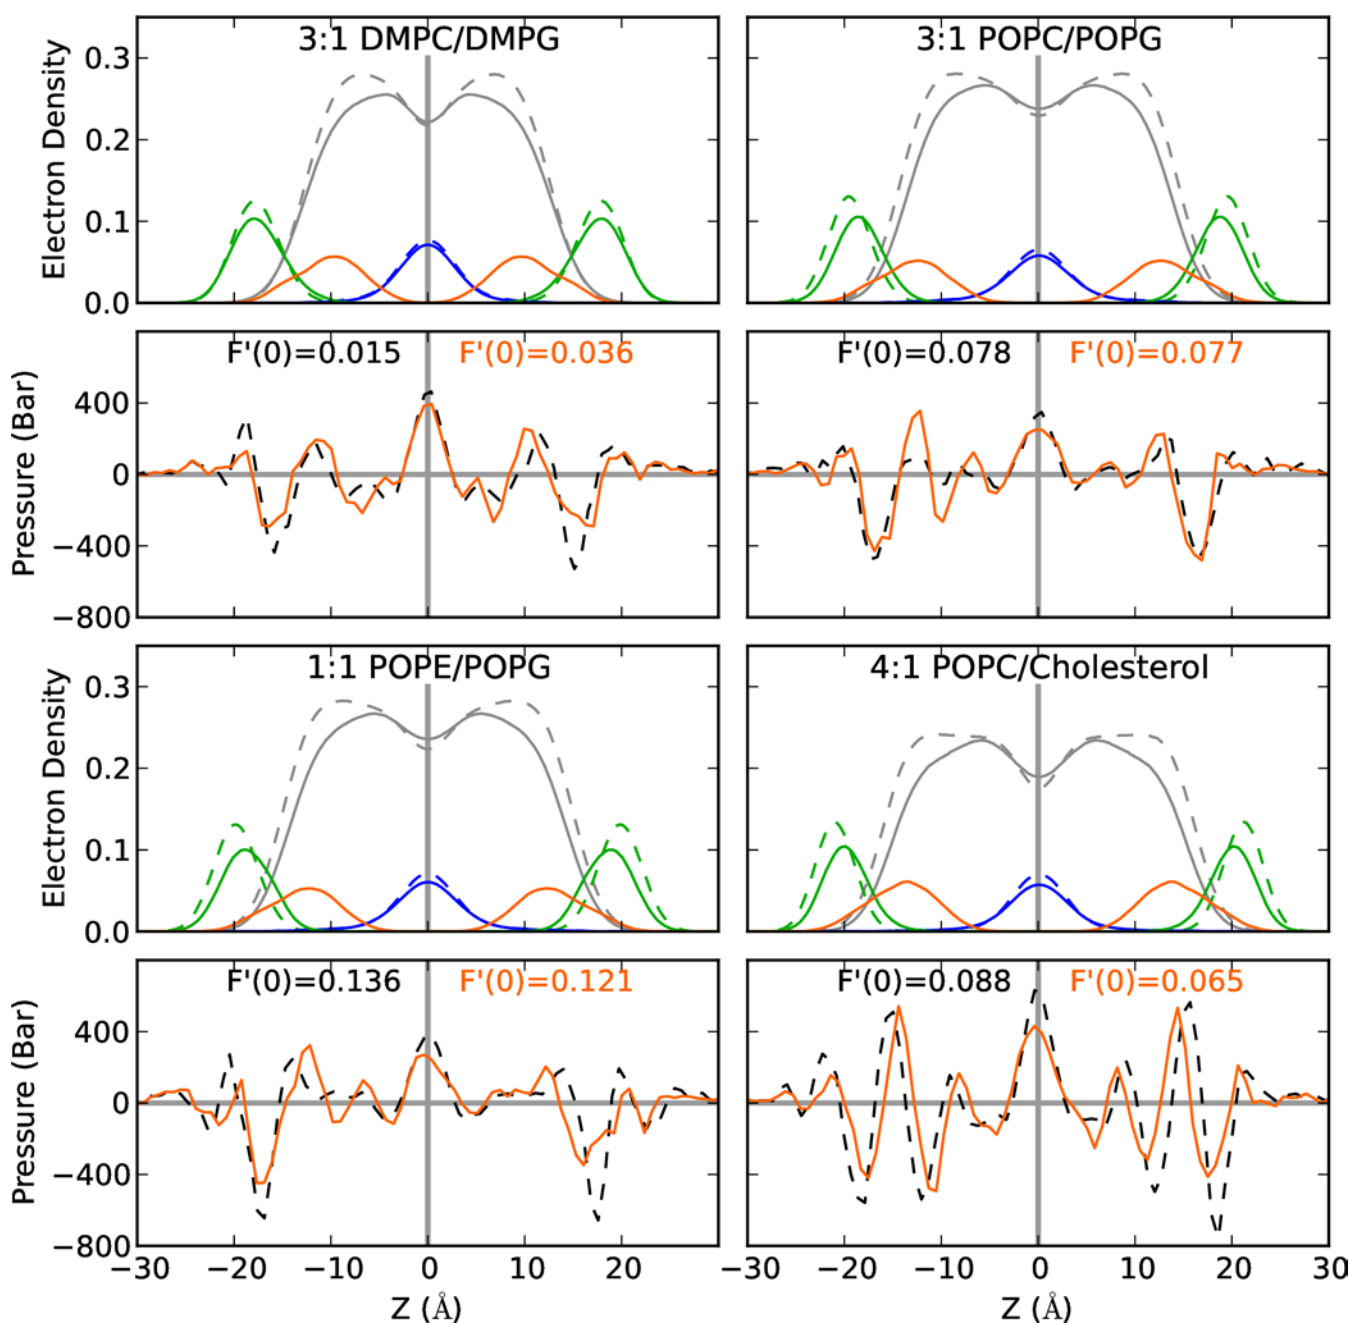 3:1 DMPC/DMPG
3:1 POPC/POPG
Electron Density
0.3
0.2
0.1
0.0
F'(0)=0.015
F'(0)=0.036
F'(0)=0.078
F'(0)=0.077
Pressure (Bar)
400
0
−400
−800
1:1 POPE/POPG
4:1 POPC/Cholesterol
Electron Density
0.3
0.2
0.1
0.0
F'(0)=0.136
F'(0)=0.121
F'(0)=0.088
F'(0)=0.065
Pressure (Bar)
400
0
−400
−800
−30 −20 −10 0 10 20
−30 −20 −10 0 10 20 30
Z (Å)
Z (Å)